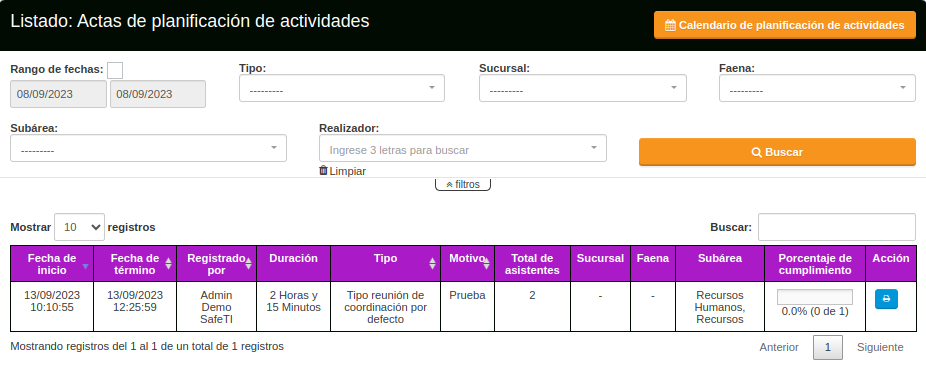 Listado: Actas de planificación de actividades
Calendario de planificación de actividades
Rango de fechas:
08/09/2023 08/09/2023
Tipo:
---------
Sucursal:
---------
Faena:
---------
Subárea:
---------
Realizador:
Ingrese 3 letras para buscar
Limpiar
Buscar
filtros
Mostrar 10 registros
Buscar:
Fecha de inicio Fecha de término Registrado por Duración Tipo Motivo Total de asistentes Sucursal Faena Subárea Porcentaje de cumplimiento Acción
13/09/2023 10:10:55 13/09/2023 12:25:59 Admin Demo SafeTI 2 Horas y 15 Minutos Tipo reunión de coordinación por defecto Prueba 2 - - Recursos Humanos, Recursos 0.0% (0 de 1)
Mostrando registros del 1 al 1 de un total de 1 registros
Anterior 1 Siguiente